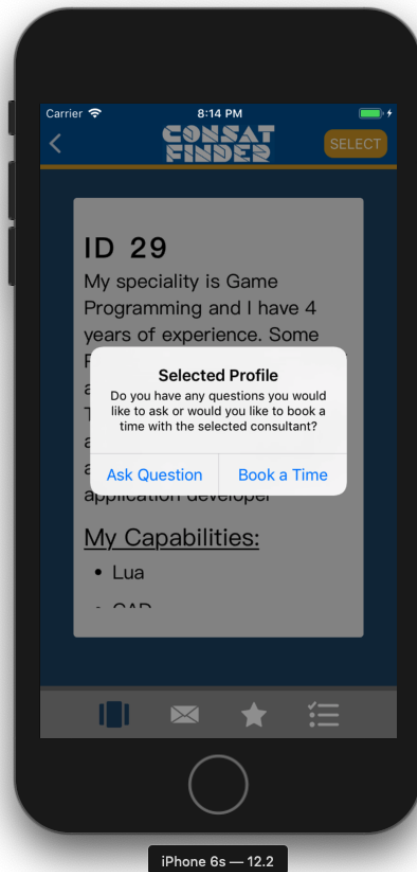 Carrier 8:14 PM
CONSAT
FINDER
SELECT
ID 29
My speciality is Game
Programming and I have 4
years of experience. Some
Selected Profile
Do you have any questions you would
like to ask or would you like to book a
time with the selected consultant?
Ask Question Book a Time
application developer
My Capabilities:
• Lua
iPhone 6s — 12.2